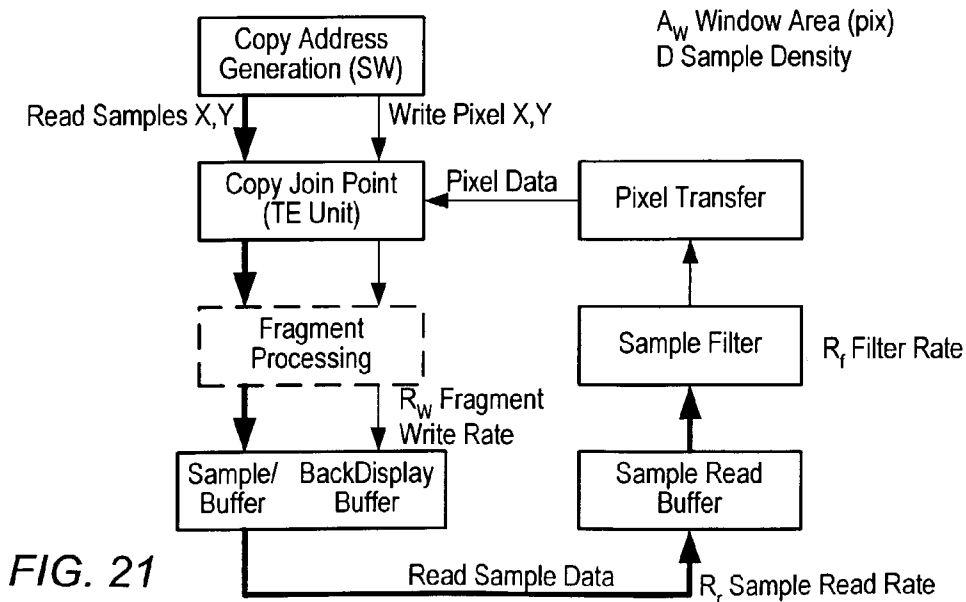 Copy Address
Generation (SW)
A_W Window Area (pix)
D Sample Density
Read Samples X,Y
Write Pixel X,Y
Copy Join Point
(TE Unit)
Pixel Data
Pixel Transfer
Fragment
Processing
Sample Filter
R_f Filter Rate
R_W Fragment
Write Rate
Sample/
Buffer
BackDisplay
Buffer
Sample Read
Buffer
FIG. 21
Read Sample Data
R_r Sample Read Rate